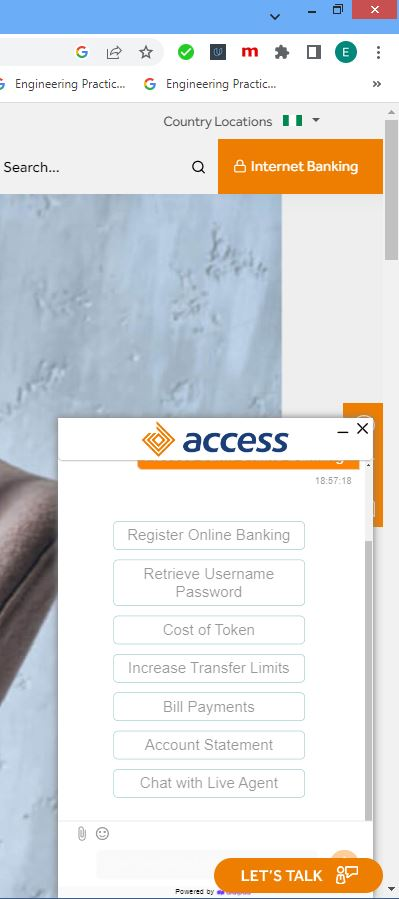 E
Engineering Practic...
Engineering Practic...
»
Country Locations
Search...
Internet Banking
access
18:57:18
Register Online Banking
Retrieve Username
Password
Cost of Token
Increase Transfer Limits
Bill Payments
Account Statement
Chat with Live Agent
LET'S TALK
Powered by